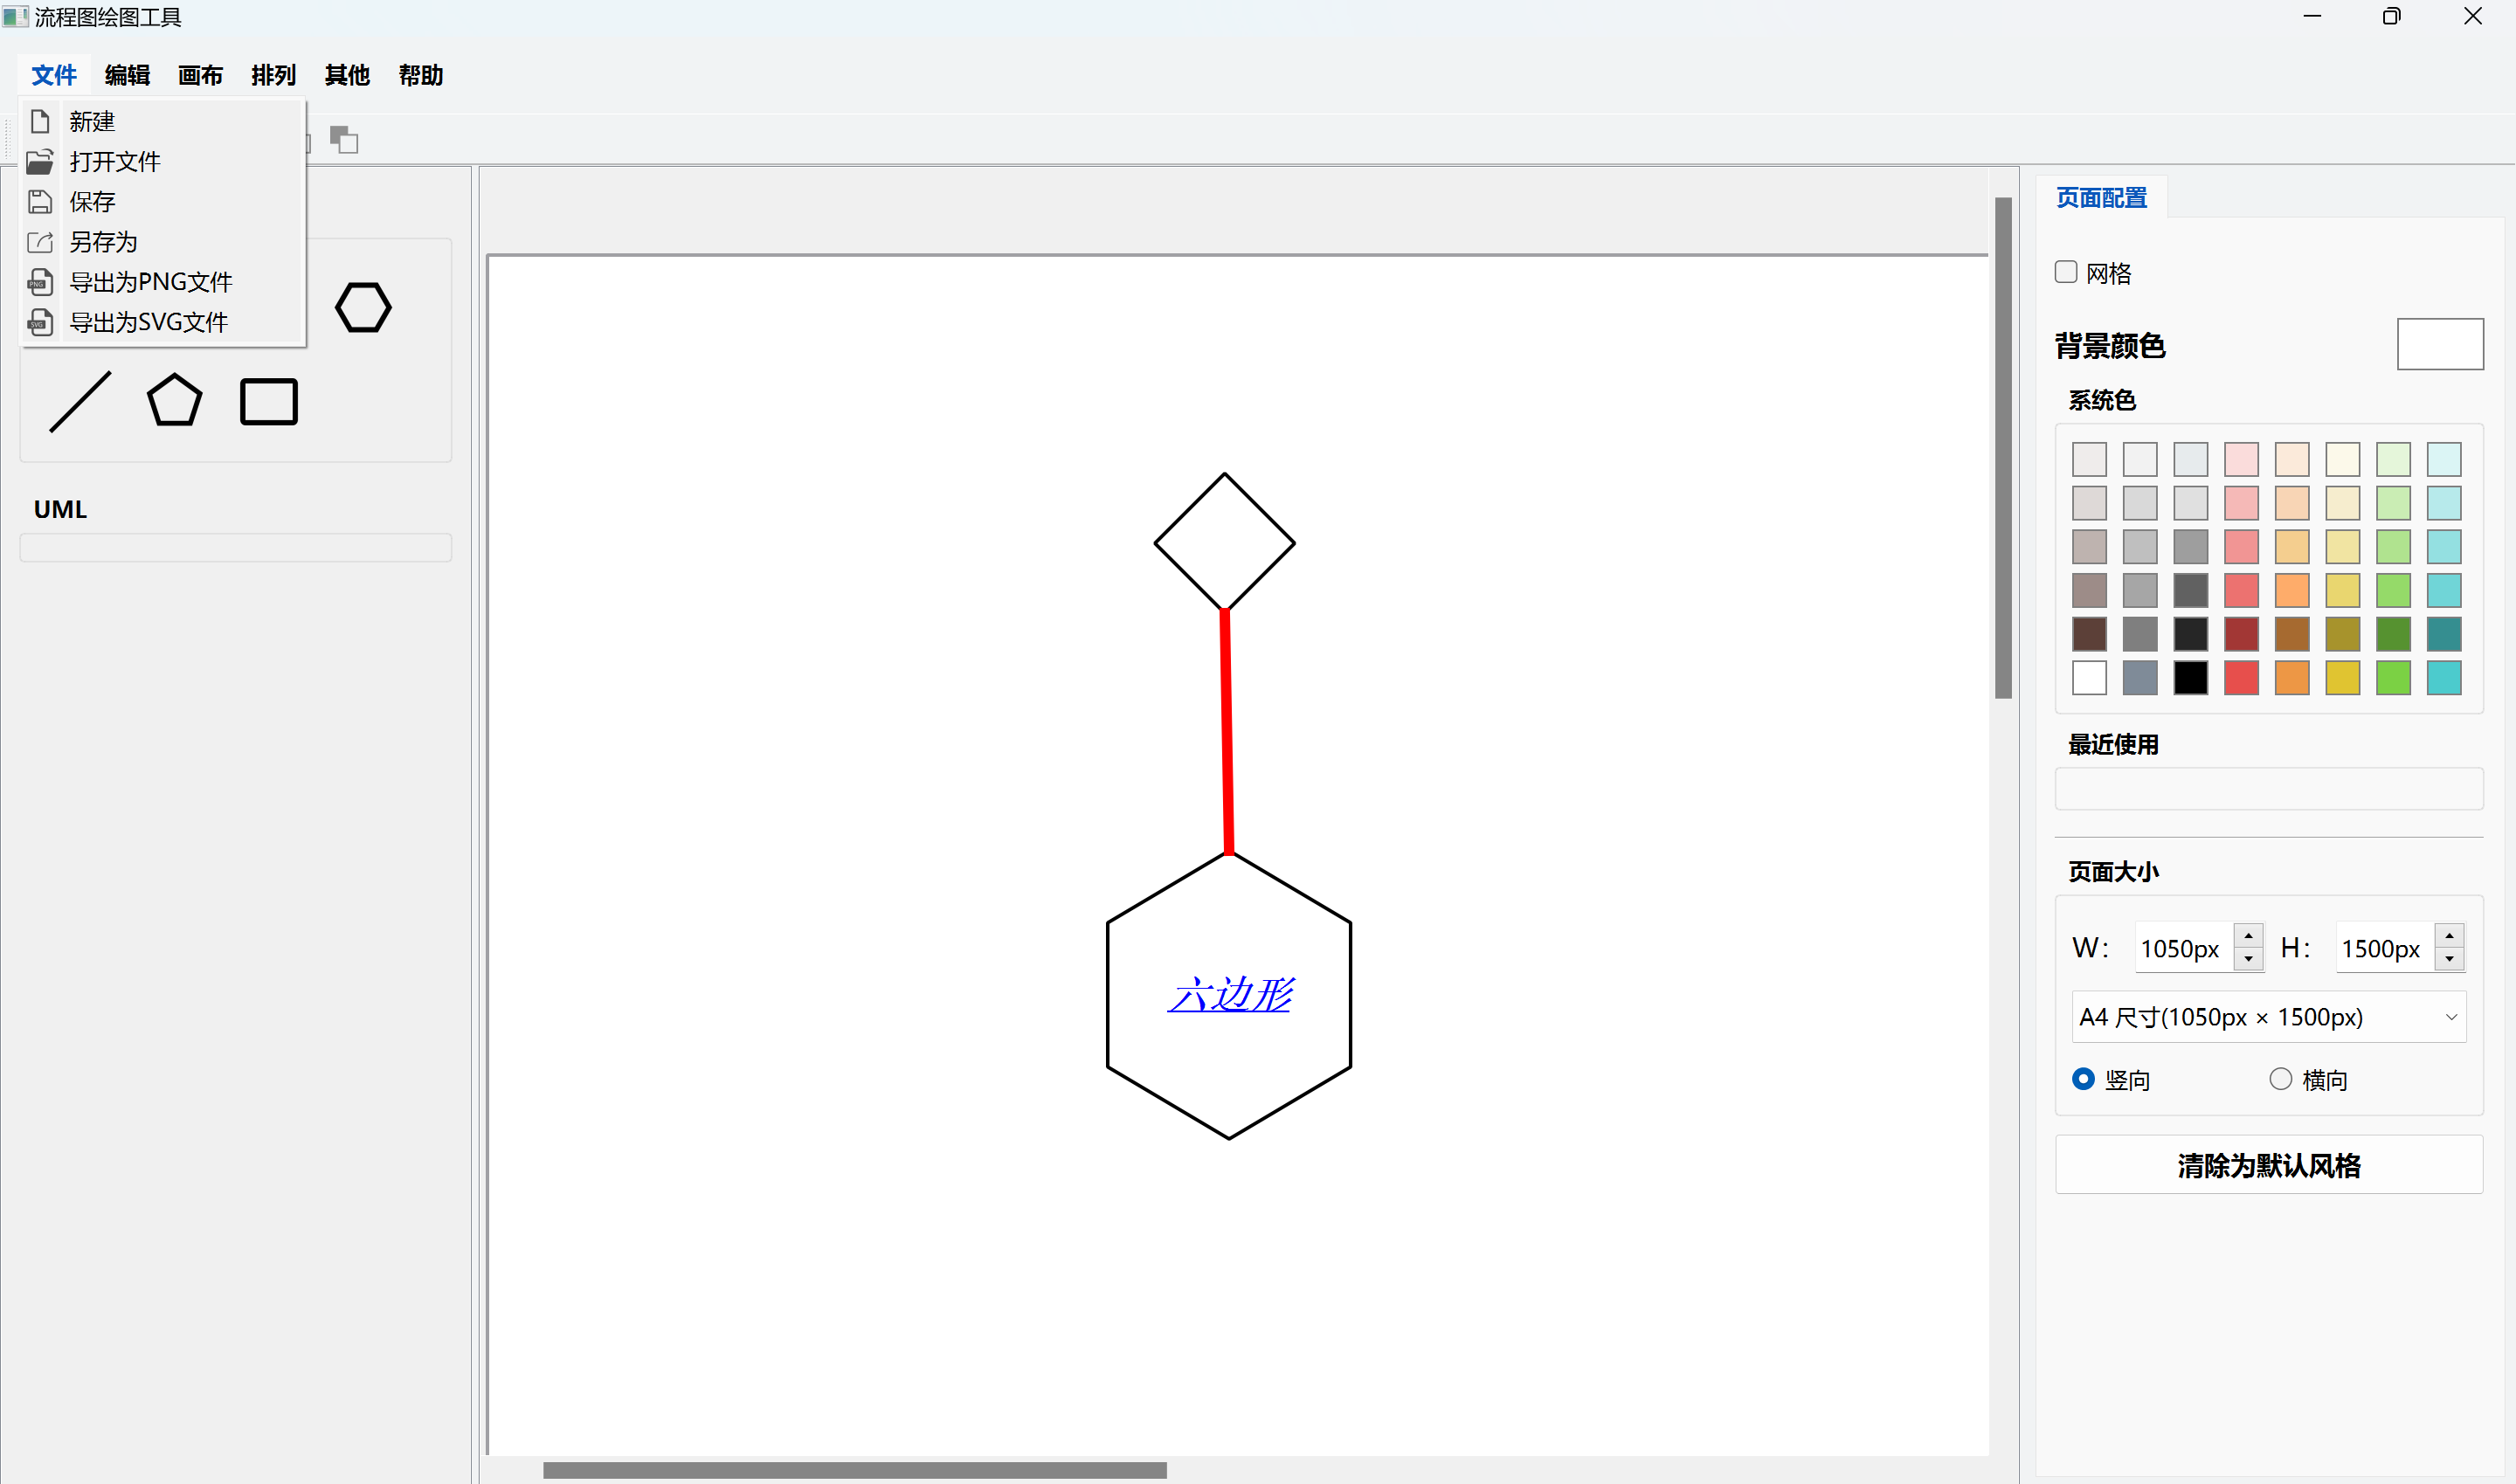 流程图绘图工具
文件 编辑 画布 排列 其他 帮助
新建
打开文件
保存
另存为
导出为PNG文件
导出为SVG文件
UML
六边形
页面配置
网格
背景颜色
系统色
最近使用
页面大小
W: 1050px H: 1500px
A4 尺寸(1050px × 1500px)
竖向 横向
清除为默认风格